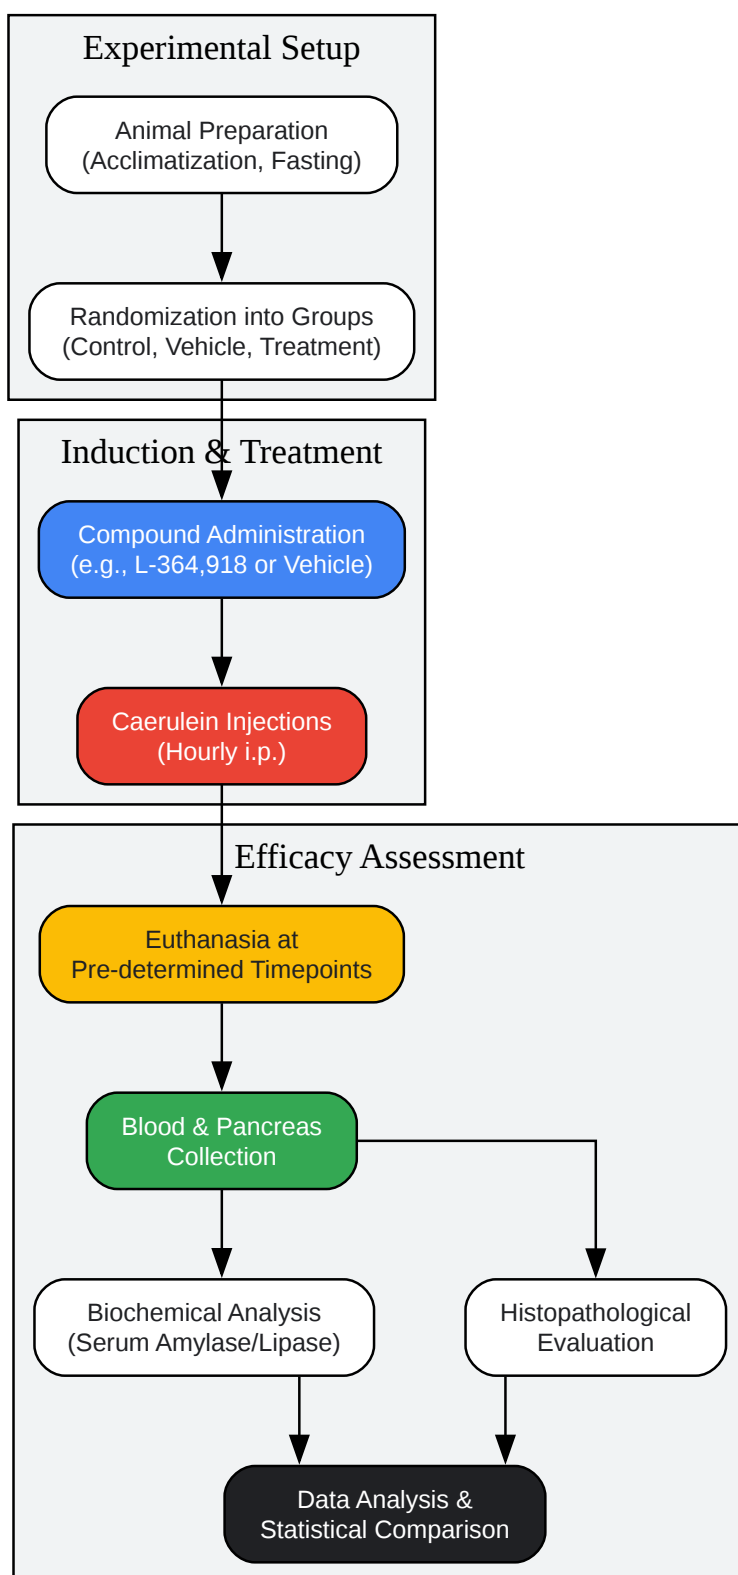 Experimental Setup
Animal Preparation
(Acclimatization, Fasting)
Randomization into Groups
(Control, Vehicle, Treatment)
Induction & Treatment
Compound Administration
(e.g., L-364,918 or Vehicle)
Caerulein Injections
(Hourly i.p.)
Efficacy Assessment
Euthanasia at
Pre-determined Timepoints
Blood & Pancreas
Collection
Biochemical Analysis
(Serum Amylase/Lipase)
Histopathological
Evaluation
Data Analysis &
Statistical Comparison